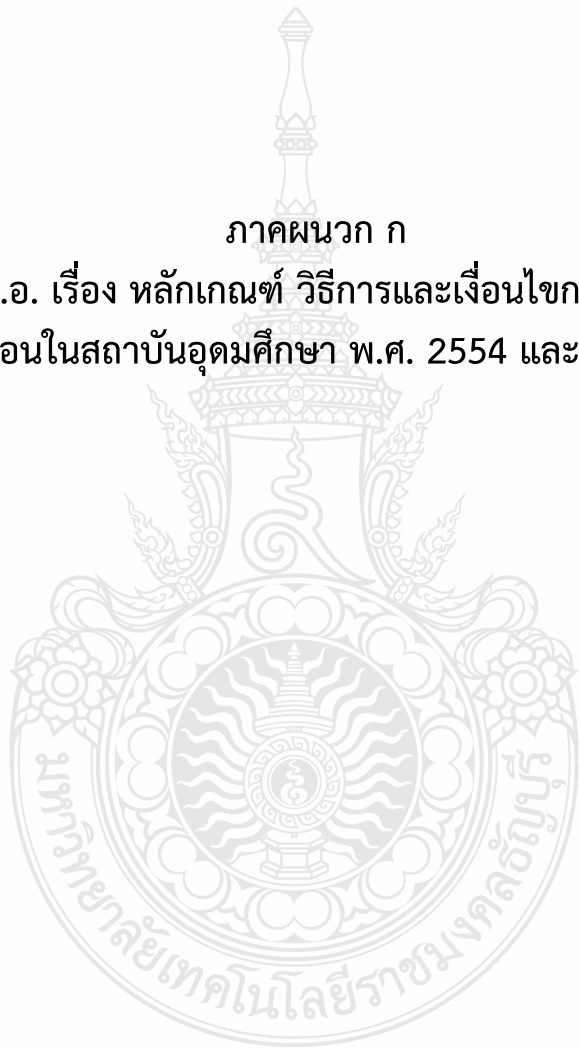 ภาคผนวก ก
.อ. เรื่อง หลักเกณฑ์ วิธีการและเงื่อนไขก
อนในสถาบันอุดมศึกษา พ.ศ. 2554 และ
มหาวิทยาลัยเทคโนโลยีราชมงคลธัญบุรี